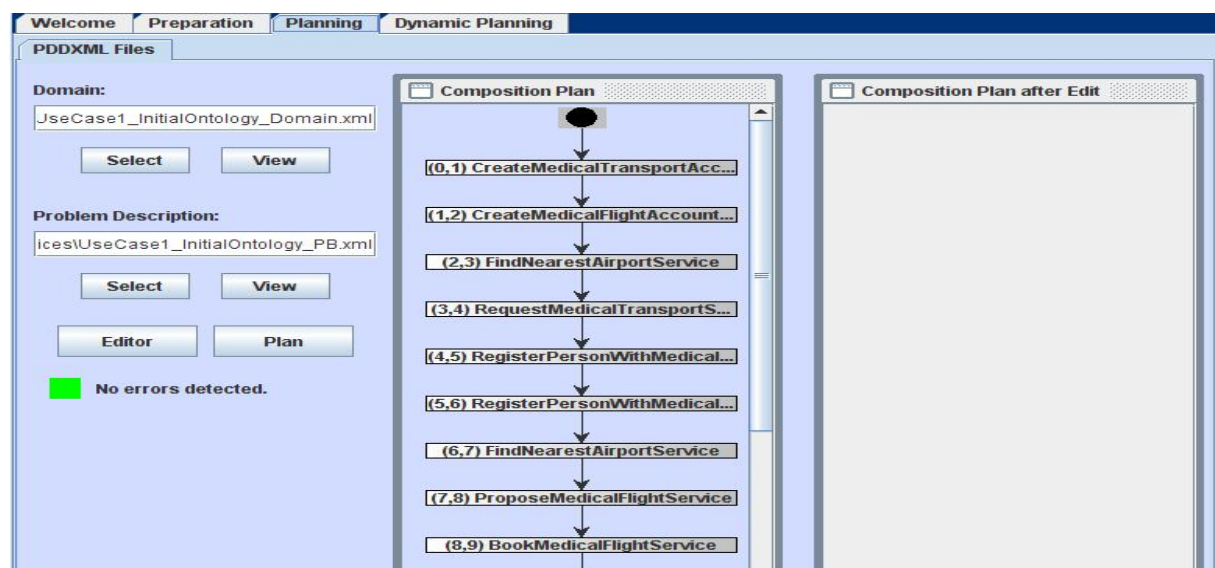 Welcome Preparation Planning Dynamic Planning
PDDXML Files
Domain:
UseCase1_InitialOntology_Domain.xml
Select View
Problem Description:
ices\UseCase1_InitialOntology_PB.xml
Select View
Editor Plan
No errors detected.
Composition Plan
(0,1) CreateMedicalTransportAcc...
(1,2) CreateMedicalFlightAccount...
(2,3) FindNearestAirportService
(3,4) RequestMedicalTransportS...
(4,5) RegisterPersonWithMedical...
(5,6) RegisterPersonWithMedical...
(6,7) FindNearestAirportService
(7,8) ProposeMedicalFlightService
(8,9) BookMedicalFlightService
Composition Plan after Edit